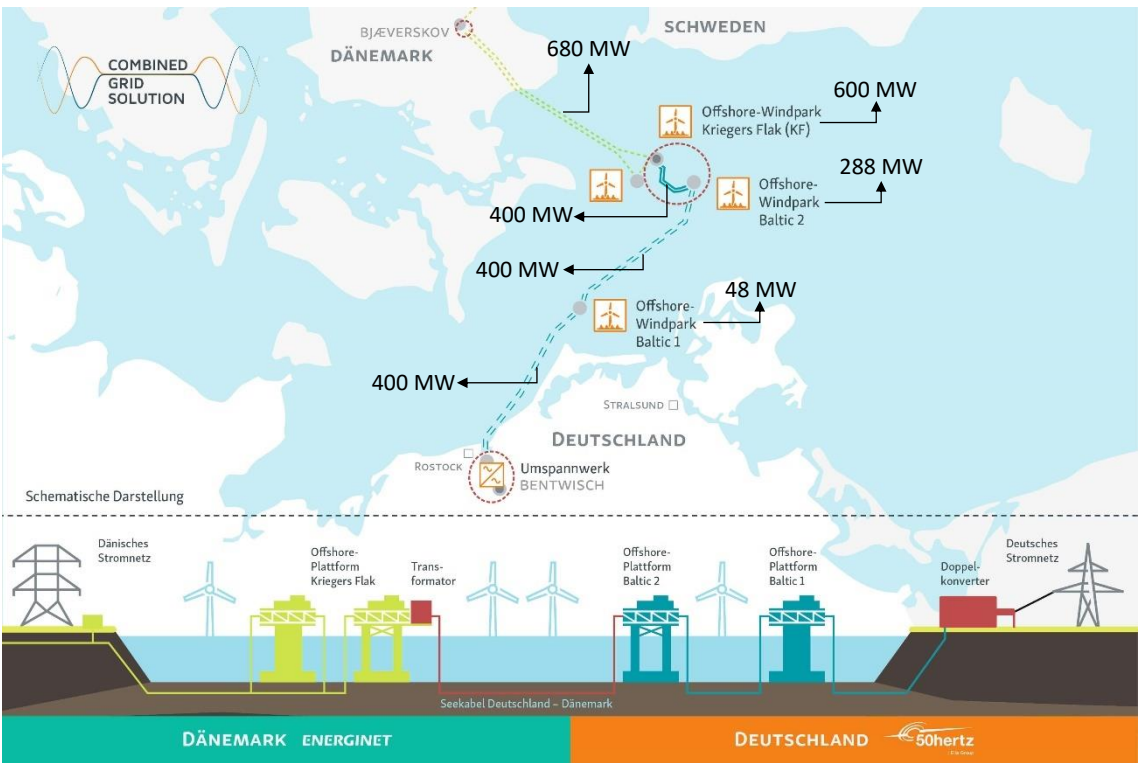 COMBINED
GRID
SOLUTION
BJÆVERSKOV
DÄNEMARK
SCHWEDEN
680 MW
600 MW
Offshore-Windpark
Kriegers Flak (KF)
288 MW
Offshore-
Windpark
Baltic 2
400 MW
400 MW
48 MW
Offshore-
Windpark
Baltic 1
400 MW
STRALSUND
DEUTSCHLAND
ROSTOCK
Umspannwerk
BENTWISCH
Schematische Darstellung
Dänisches
Stromnetz
Offshore-
Plattform
Kriegers Flak
Trans-
formator
Offshore-
Plattform
Baltic 2
Offshore-
Plattform
Baltic 1
Doppel-
konverter
Deutsches
Stromnetz
Seekabel Deutschland – Dänemark
DÄNEMARK ENERGINET
DEUTSCHLAND 50hertz